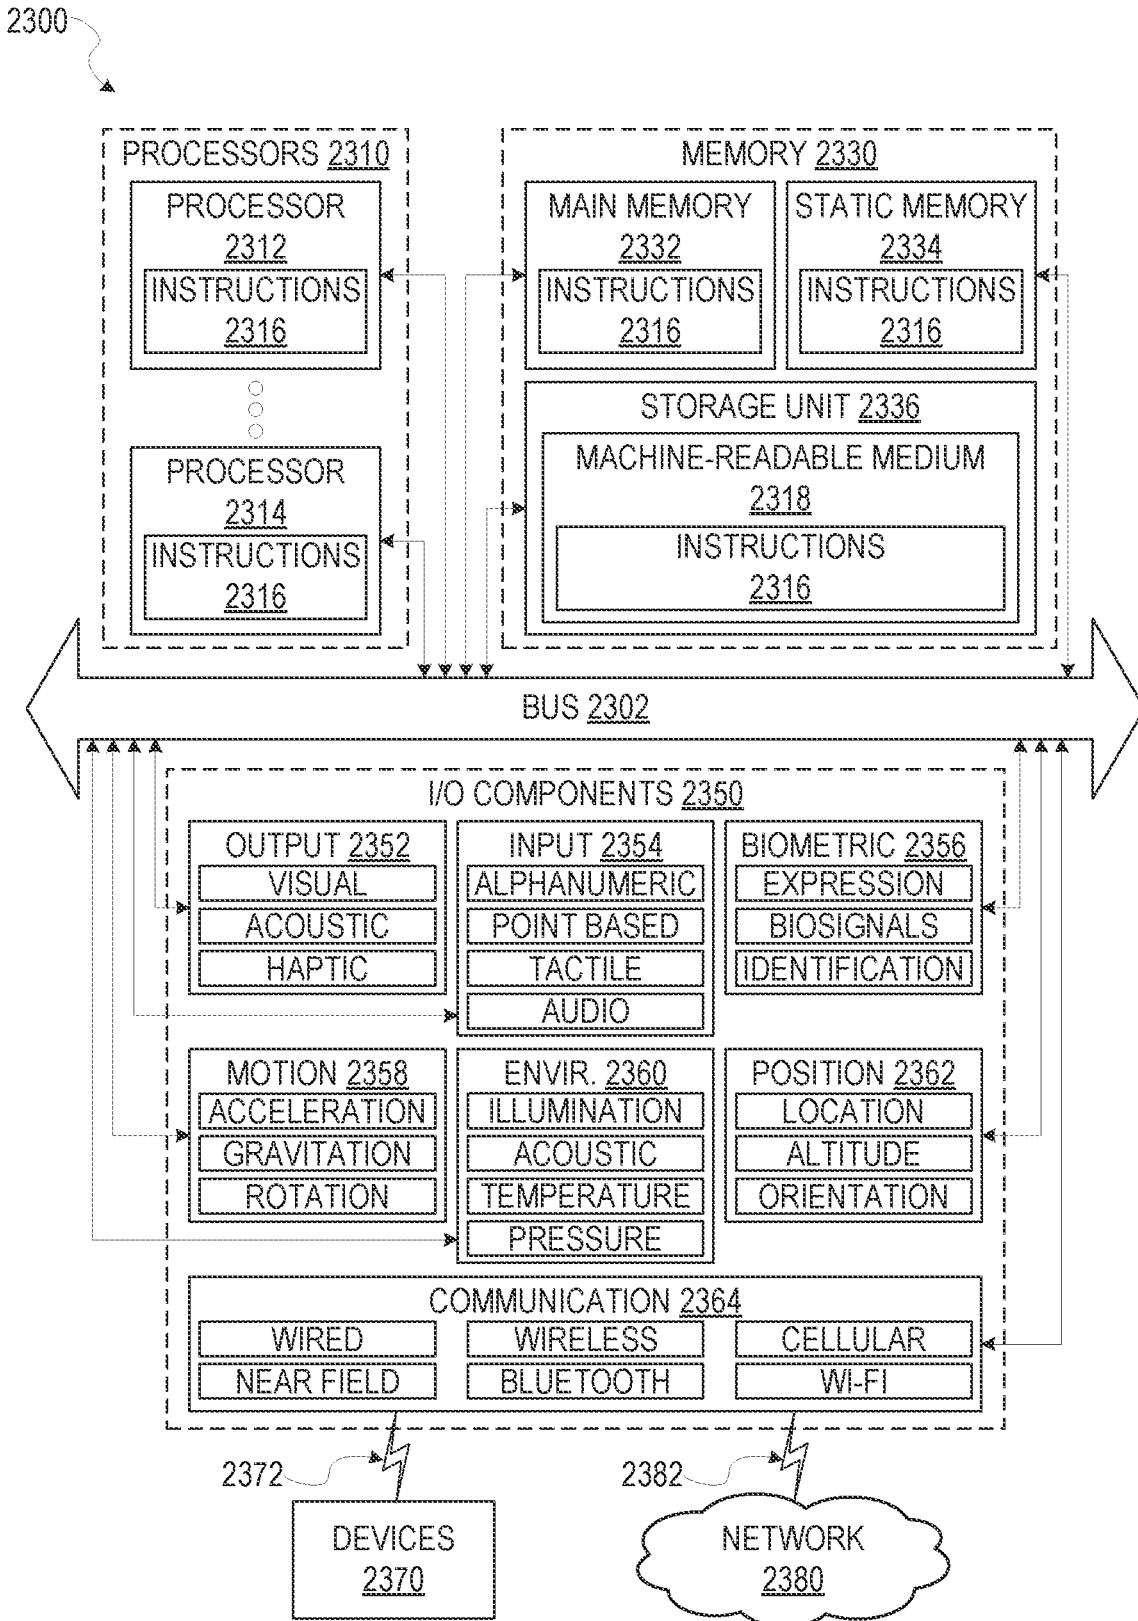 2300
PROCESSORS 2310
PROCESSOR
2312
INSTRUCTIONS
2316
PROCESSOR
2314
INSTRUCTIONS
2316
MEMORY 2330
MAIN MEMORY
2332
INSTRUCTIONS
2316
STATIC MEMORY
2334
INSTRUCTIONS
2316
STORAGE UNIT 2336
MACHINE-READABLE MEDIUM
2318
INSTRUCTIONS
2316
BUS 2302
I/O COMPONENTS 2350
OUTPUT 2352
VISUAL
ACOUSTIC
HAPTIC
INPUT 2354
ALPHANUMERIC
POINT BASED
TACTILE
AUDIO
BIOMETRIC 2356
EXPRESSION
BIOSIGNALS
IDENTIFICATION
MOTION 2358
ACCELERATION
GRAVITATION
ROTATION
ENVIR. 2360
ILLUMINATION
ACOUSTIC
TEMPERATURE
PRESSURE
POSITION 2362
LOCATION
ALTITUDE
ORIENTATION
COMMUNICATION 2364
WIRED
WIRELESS
CELLULAR
NEAR FIELD
BLUETOOTH
WI-FI
2372
2382
DEVICES
2370
NETWORK
2380